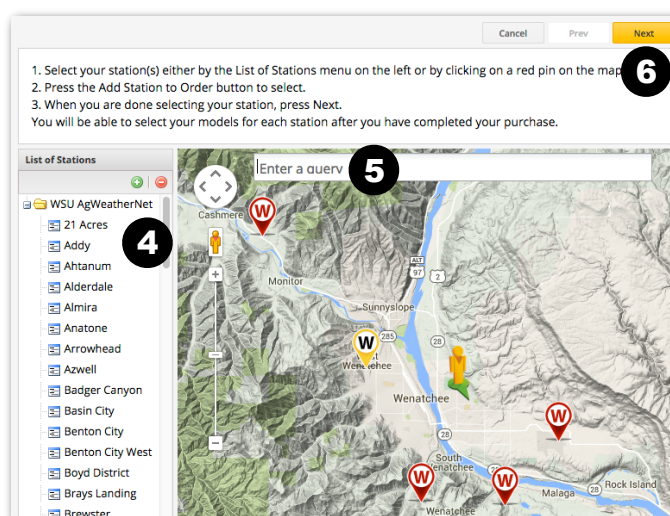 Cancel
Prev
Next
6
1. Select your station(s) either by the List of Stations menu on the left or by clicking on a red pin on the map
2. Press the Add Station to Order button to select.
3. When you are done selecting your station, press Next.
You will be able to select your models for each station after you have completed your purchase.
List of Stations
WSU AgWeatherNet
4
21 Acres
Addy
Ahtanum
Alderdale
Almira
Anatone
Arrowhead
Azwell
Badger Canyon
Basin City
Benton City
Benton City West
Boyd District
Brays Landing
Brewster
Enter a query
5
Cashmere
W
ALT
97
2
Monitor
Sunnyslope
W
285
28
Wenatchee
Wenatchee
W
28
South
Wenatchee
W
W
28
Malaga
28
Rock Island
Wenatchee